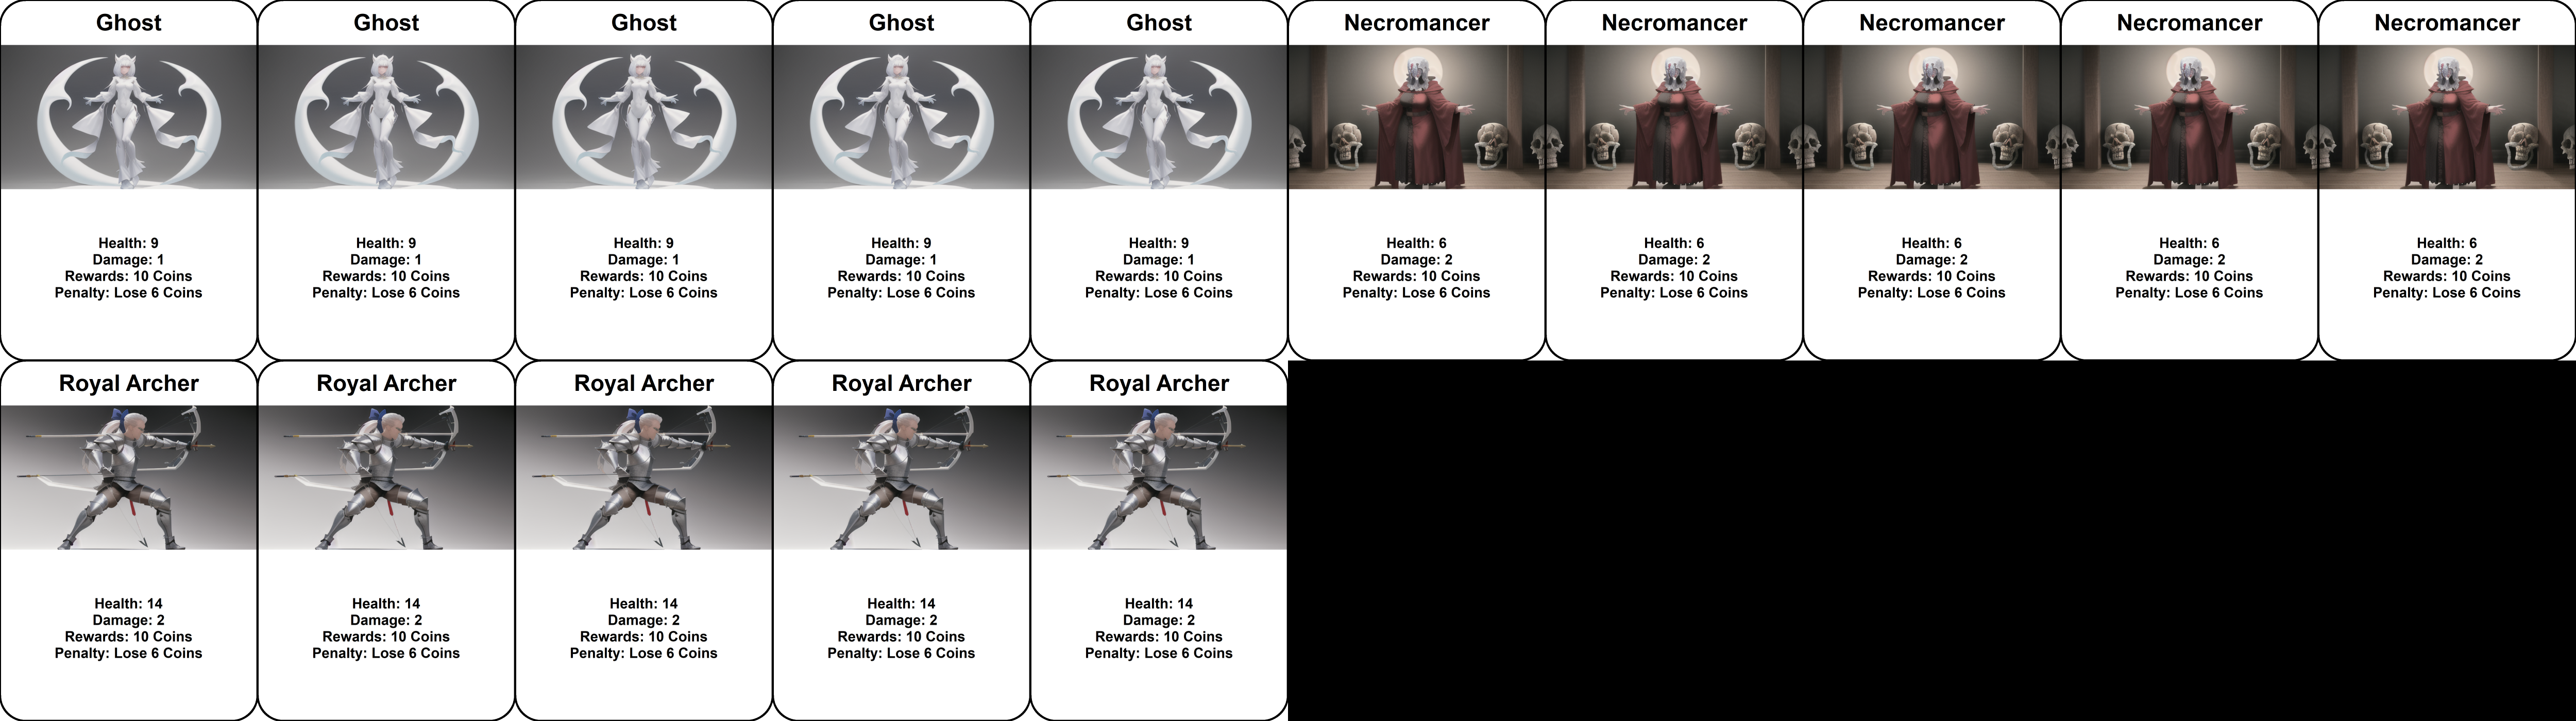 Ghost
Ghost
Ghost
Ghost
Ghost
Necromancer
Necromancer
Necromancer
Necromancer
Necromancer
Health: 9
Damage: 1
Rewards: 10 Coins
Penalty: Lose 6 Coins
Health: 9
Damage: 1
Rewards: 10 Coins
Penalty: Lose 6 Coins
Health: 9
Damage: 1
Rewards: 10 Coins
Penalty: Lose 6 Coins
Health: 9
Damage: 1
Rewards: 10 Coins
Penalty: Lose 6 Coins
Health: 9
Damage: 1
Rewards: 10 Coins
Penalty: Lose 6 Coins
Health: 6
Damage: 2
Rewards: 10 Coins
Penalty: Lose 6 Coins
Health: 6
Damage: 2
Rewards: 10 Coins
Penalty: Lose 6 Coins
Health: 6
Damage: 2
Rewards: 10 Coins
Penalty: Lose 6 Coins
Health: 6
Damage: 2
Rewards: 10 Coins
Penalty: Lose 6 Coins
Health: 6
Damage: 2
Rewards: 10 Coins
Penalty: Lose 6 Coins
Royal Archer
Royal Archer
Royal Archer
Royal Archer
Royal Archer
Health: 14
Damage: 2
Rewards: 10 Coins
Penalty: Lose 6 Coins
Health: 14
Damage: 2
Rewards: 10 Coins
Penalty: Lose 6 Coins
Health: 14
Damage: 2
Rewards: 10 Coins
Penalty: Lose 6 Coins
Health: 14
Damage: 2
Rewards: 10 Coins
Penalty: Lose 6 Coins
Health: 14
Damage: 2
Rewards: 10 Coins
Penalty: Lose 6 Coins